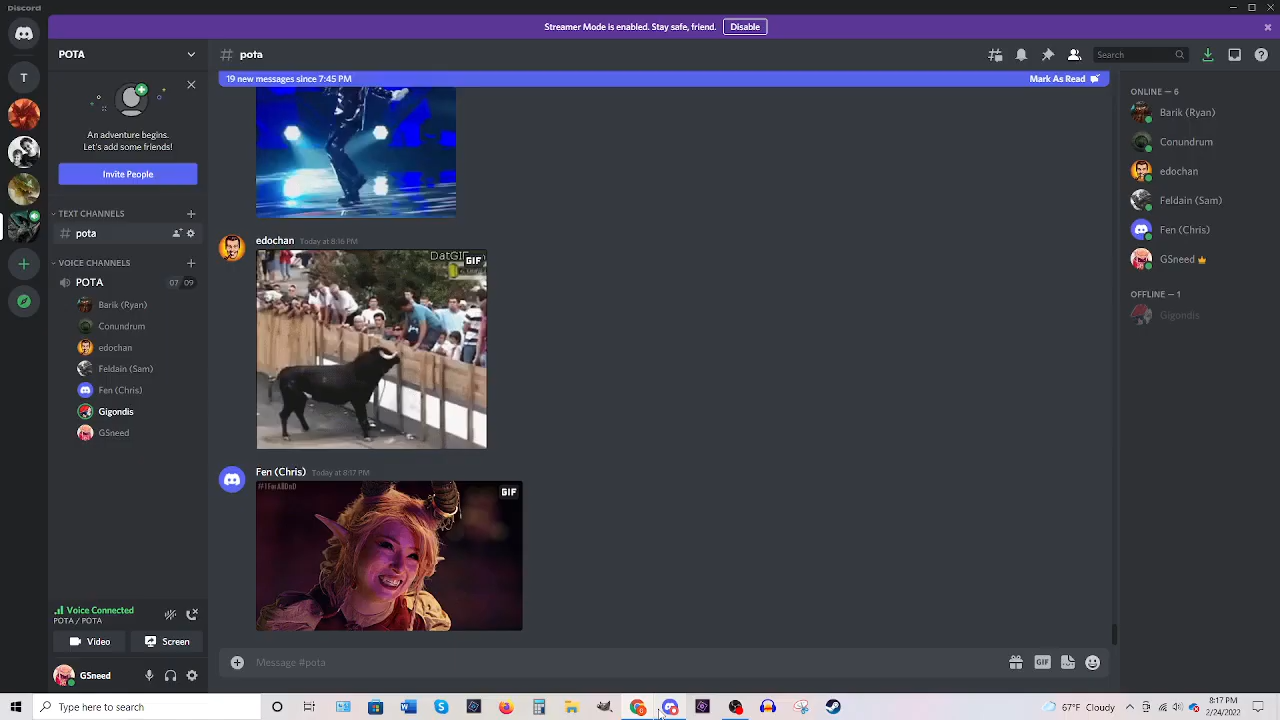 Discord
Streamer Mode is enabled. Stay safe, friend.
Disable
POTA
pota
Search
19 new messages since 7:45 PM
Mark As Read
T
An adventure begins.
Let's add some friends!
Invite People
TEXT CHANNELS
pota
VOICE CHANNELS
POTA
07 09
Barik (Ryan)
Conundrum
edochan
Feldain (Sam)
Fen (Chris)
Gigondis
GSneed
Voice Connected
POTA / POTA
Video
Screen
GSneed
edochan Today at 8:16 PM
GIF
Fen (Chris) Today at 8:17 PM
GIF
Message #pota
GIF
ONLINE — 6
Barik (Ryan)
Conundrum
edochan
Feldain (Sam)
Fen (Chris)
GSneed
OFFLINE — 1
Gigondis
Type here to search
67°F Cloudy
8:17 PM
2/24/2022